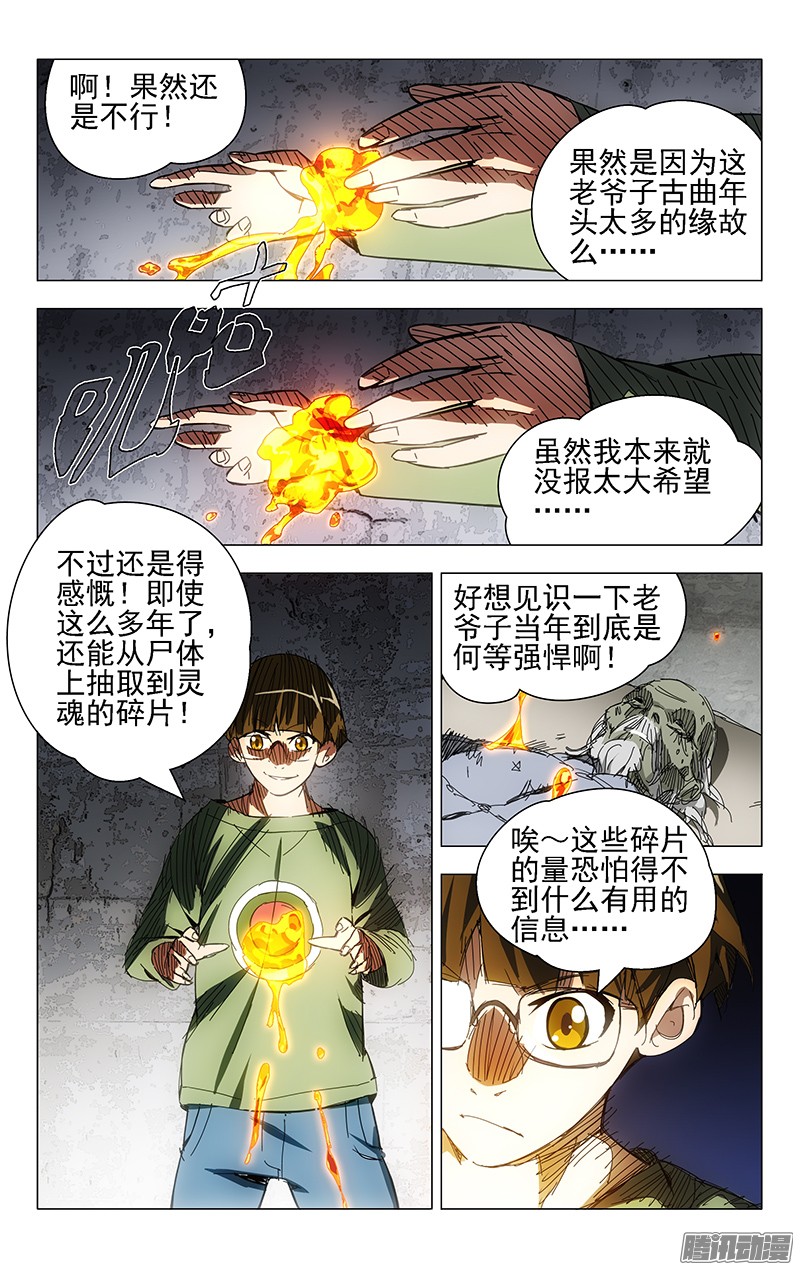 啊！果然还
是不行！
果然是因为这
老爷子古曲年
头太多的缘故
么……
呃
虽然我本来就
没报太大希望
……
不过还是得
感慨！即使
这么多年了，
还能从尸体
上抽取到灵
魂的碎片！
好想见识一下老
爷子当年到底是
何等强悍啊！
唉～这些碎片
的量恐怕得不
到什么有用的
信息……
腾讯动漫